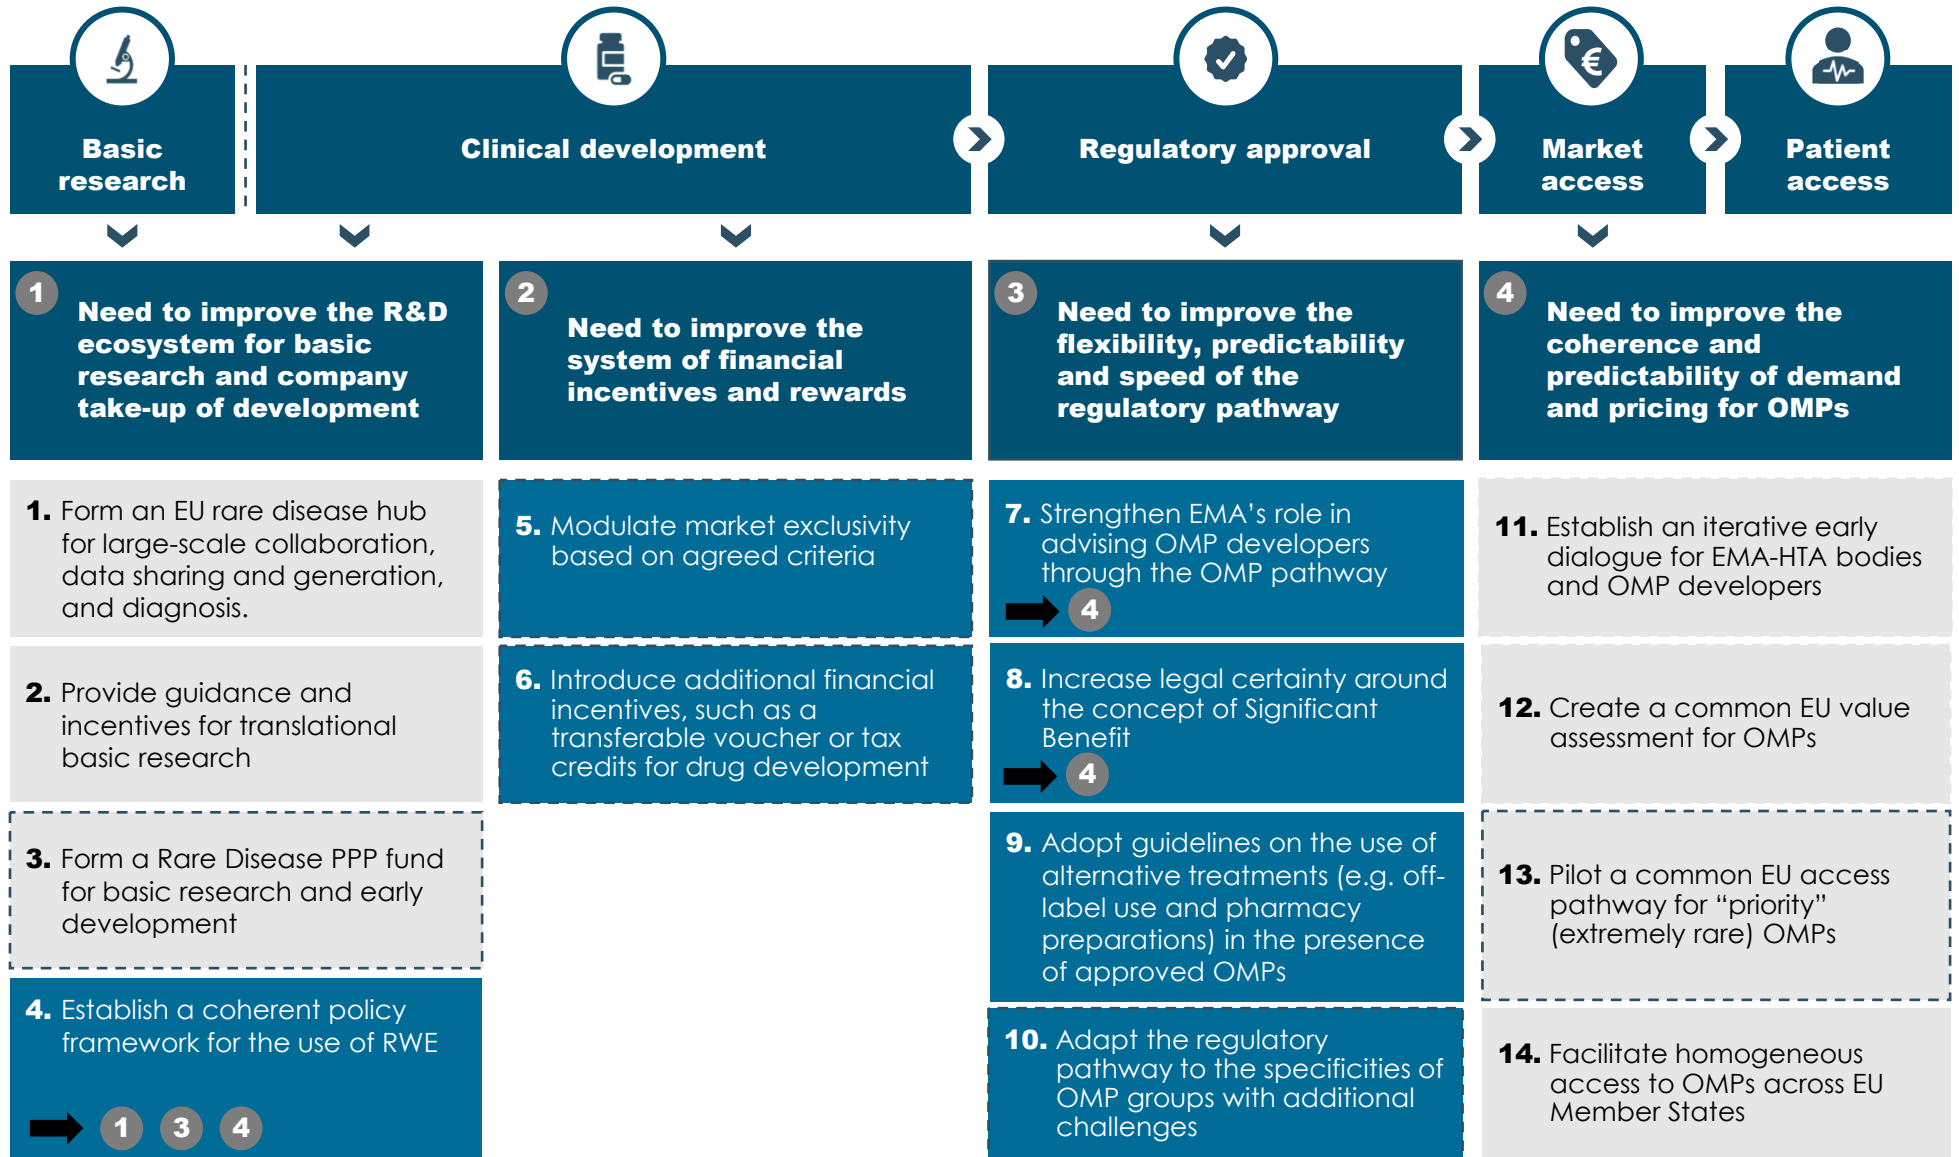 Basic
research
Clinical development
Regulatory approval
Market
access
Patient
access
€
1
Need to improve the R&D
ecosystem for basic
research and company
take-up of development
2
Need to improve the
system of financial
incentives and rewards
3
Need to improve the
flexibility, predictability
and speed of the
regulatory pathway
4
Need to improve the
coherence and
predictability of demand
and pricing for OMPs
1. Form an EU rare disease hub
for large-scale collaboration,
data sharing and generation,
and diagnosis.
2. Provide guidance and
incentives for translational
basic research
3. Form a Rare Disease PPP fund
for basic research and early
development
4. Establish a coherent policy
framework for the use of RWE
1 3 4
5. Modulate market exclusivity
based on agreed criteria
6. Introduce additional financial
incentives, such as a
transferable voucher or tax
credits for drug development
7. Strengthen EMA's role in
advising OMP developers
through the OMP pathway
4
8. Increase legal certainty around
the concept of Significant
Benefit
4
9. Adopt guidelines on the use of
alternative treatments (e.g. off-
label use and pharmacy
preparations) in the presence
of approved OMPs
10. Adapt the regulatory
pathway to the specificities of
OMP groups with additional
challenges
11. Establish an iterative early
dialogue for EMA-HTA bodies
and OMP developers
12. Create a common EU value
assessment for OMPs
13. Pilot a common EU access
pathway for “priority”
(extremely rare) OMPs
14. Facilitate homogeneous
access to OMPs across EU
Member States